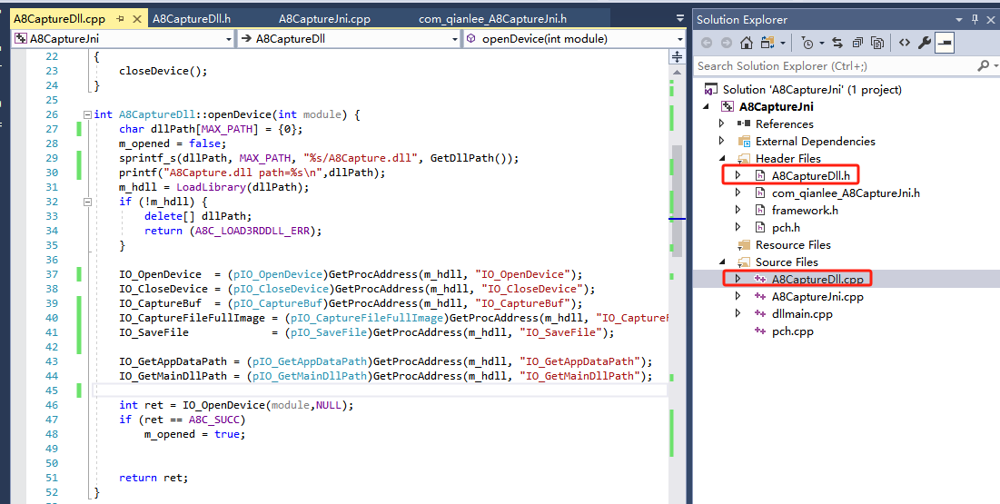 A8CaptureDll.cpp
A8CaptureDll.h
A8CaptureJni.cpp
com_qianlee_A8CaptureJni.h
A8CaptureJni
A8CaptureDll
openDevice(int module)
22 {
23 closeDevice();
24 }
25
26 int A8CaptureDll::openDevice(int module) {
27 char dllPath[MAX_PATH] = {0};
28 m_opened = false;
29 sprintf_s(dllPath, MAX_PATH, "%s/A8Capture.dll", GetDllPath());
30 printf("A8Capture.dll path=%s\n",dllPath);
31 m_hdll = LoadLibrary(dllPath);
32 if (!m_hdll) {
33 delete[] dllPath;
34 return (A8C_LOAD3RDDLL_ERR);
35 }
36
37 IO_OpenDevice = (pIO_OpenDevice)GetProcAddress(m_hdll, "IO_OpenDevice");
38 IO_CloseDevice = (pIO_CloseDevice)GetProcAddress(m_hdll, "IO_CloseDevice");
39 IO_CaptureBuf = (pIO_CaptureBuf)GetProcAddress(m_hdll, "IO_CaptureBuf");
40 IO_CaptureFileFullImage = (pIO_CaptureFileFullImage)GetProcAddress(m_hdll, "IO_CaptureF
41 IO_SaveFile = (pIO_SaveFile)GetProcAddress(m_hdll, "IO_SaveFile");
42
43 IO_GetAppDataPath = (pIO_GetAppDataPath)GetProcAddress(m_hdll, "IO_GetAppDataPath");
44 IO_GetMainDllPath = (pIO_GetMainDllPath)GetProcAddress(m_hdll, "IO_GetMainDllPath");
45
46 int ret = IO_OpenDevice(module,NULL);
47 if (ret == A8C_SUCC)
48 m_opened = true;
49
50
51 return ret;
52 }
Solution Explorer
Search Solution Explorer (Ctrl+;)
Solution 'A8CaptureJni' (1 project)
A8CaptureJni
References
External Dependencies
Header Files
A8CaptureDll.h
com_qianlee_A8CaptureJni.h
framework.h
pch.h
Resource Files
Source Files
A8CaptureDll.cpp
A8CaptureJni.cpp
dllmain.cpp
pch.cpp